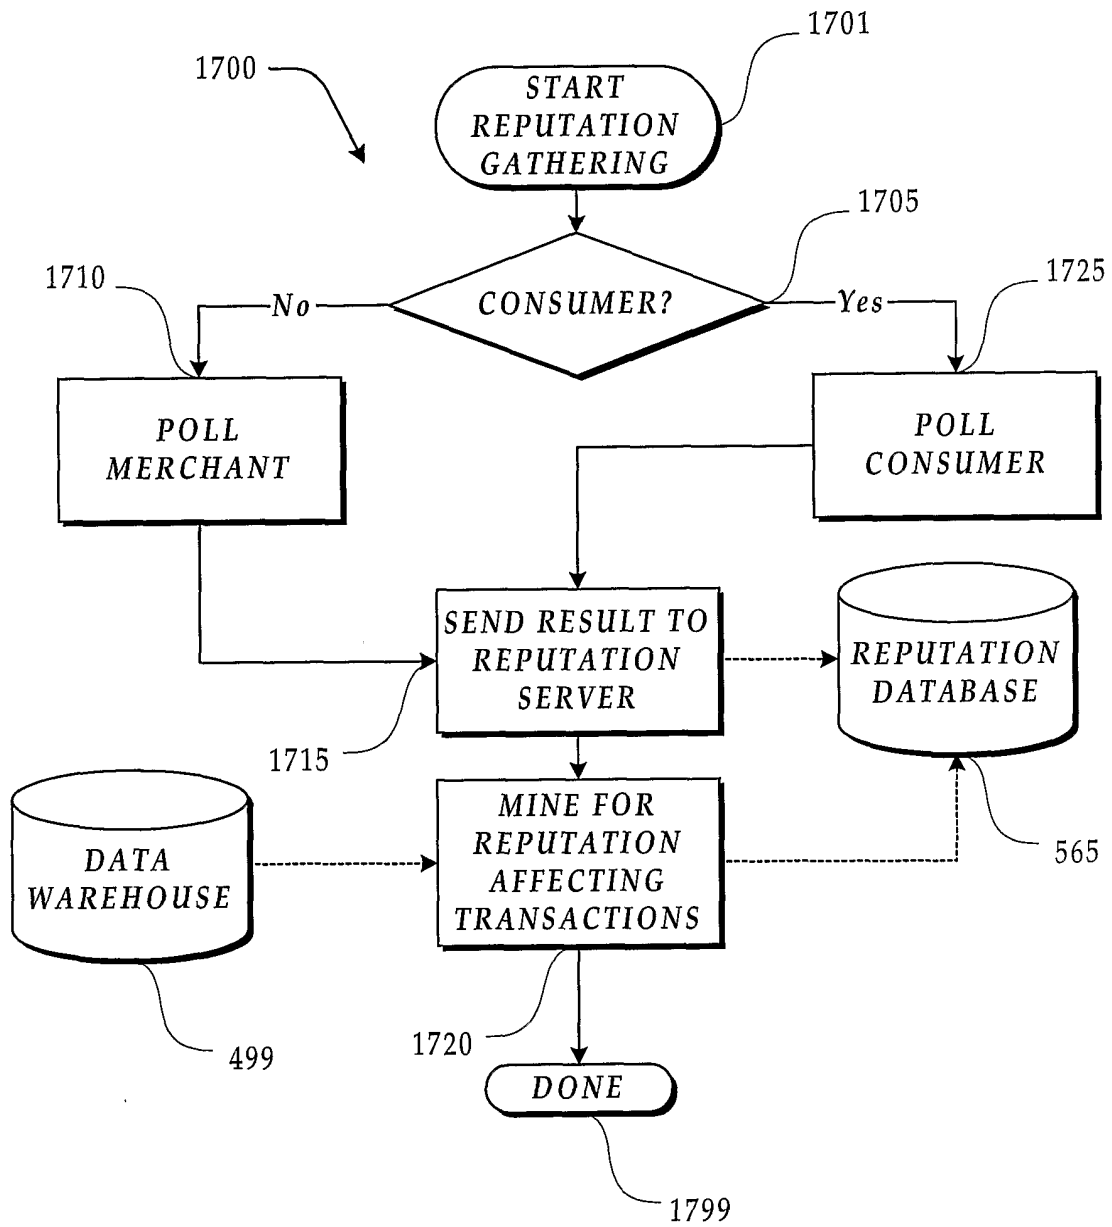 1701
1700
START
REPUTATION
GATHERING
1705
1710
1725
No
CONSUMER?
Yes
POLL
MERCHANT
POLL
CONSUMER
SEND RESULT TO
REPUTATION
SERVER
REPUTATION
DATABASE
1715
MINE FOR
REPUTATION
AFFECTING
TRANSACTIONS
DATA
WAREHOUSE
565
1720
499
DONE
1799